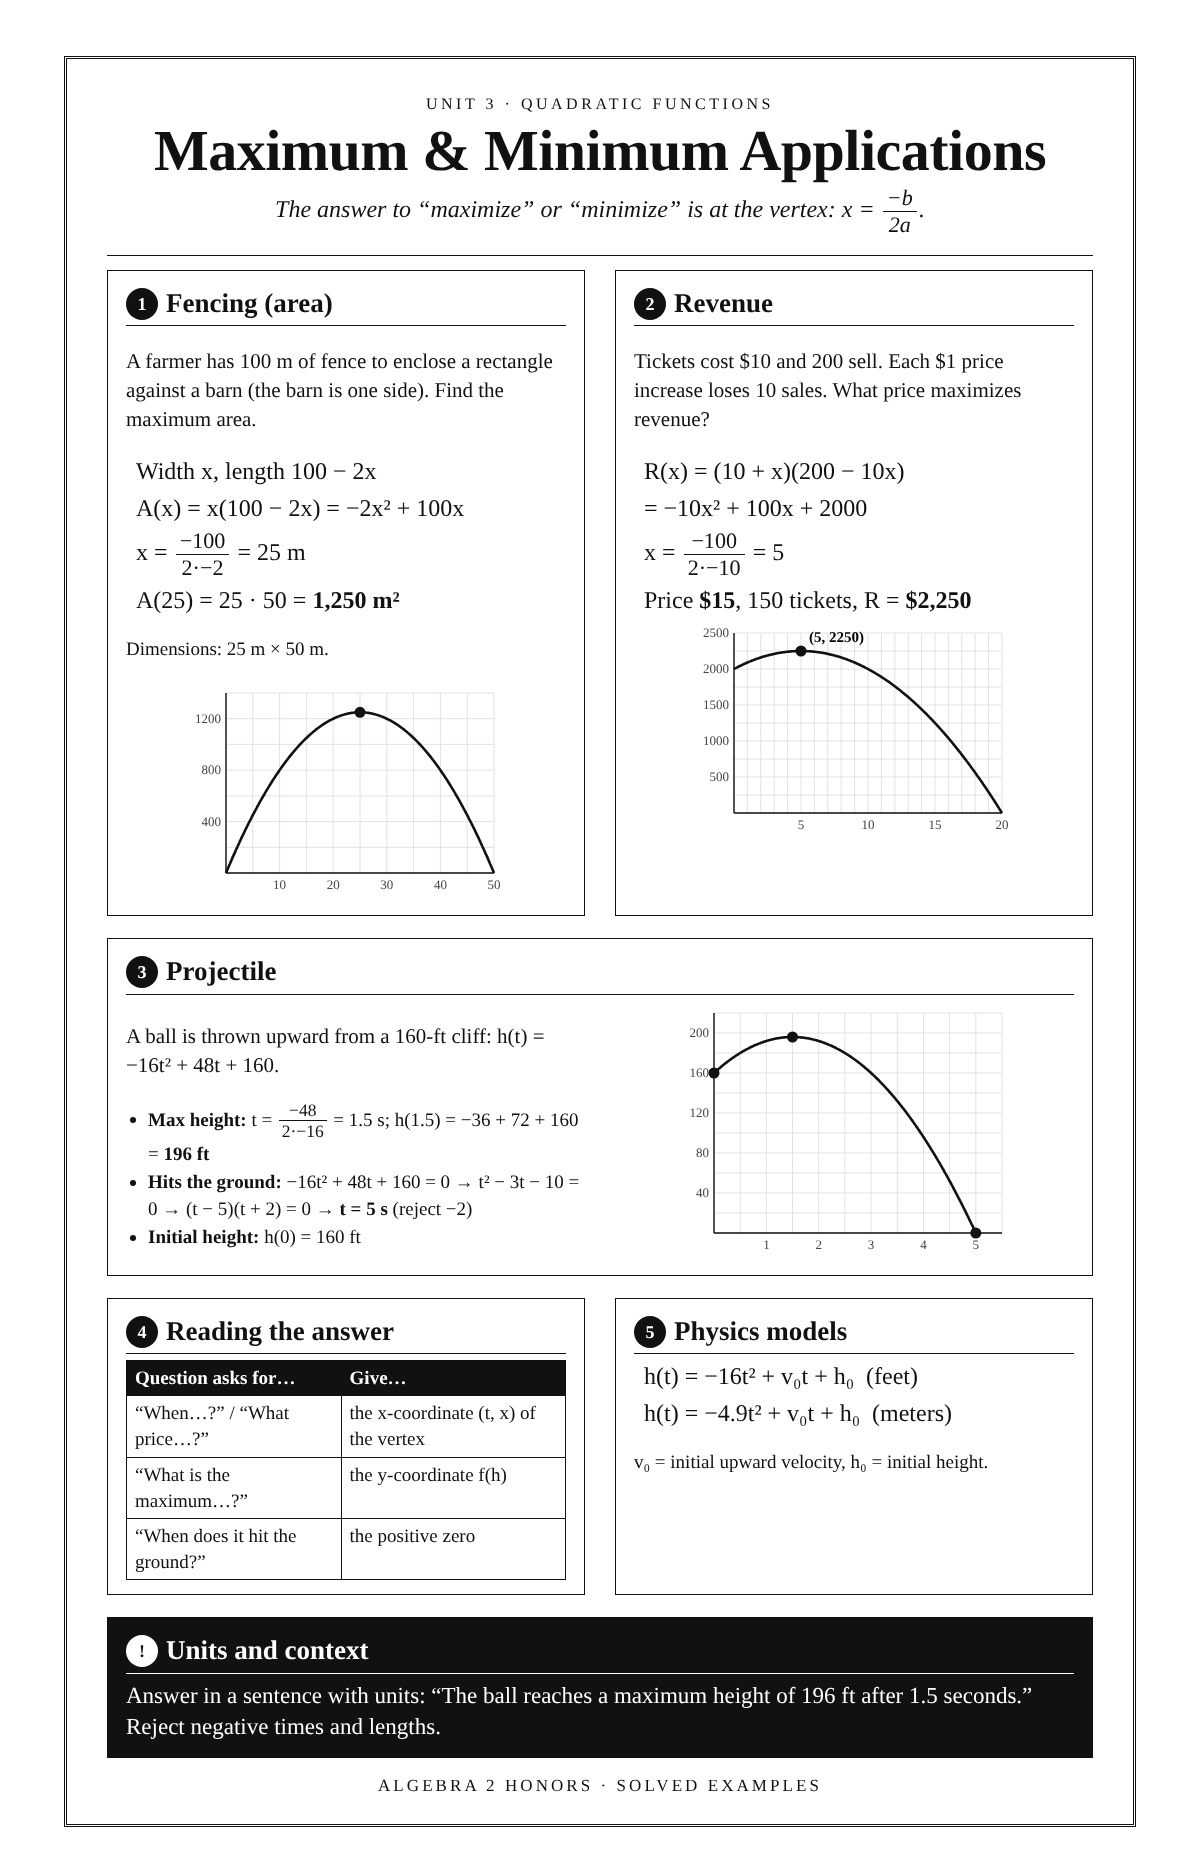 UNIT 3 · QUADRATIC FUNCTIONS
Maximum & Minimum Applications
The answer to “maximize” or “minimize” is at the vertex: x = −b/2a.
1 Fencing (area)
A farmer has 100 m of fence to enclose a rectangle
against a barn (the barn is one side). Find the
maximum area.
Width x, length 100 − 2x
A(x) = x(100 − 2x) = −2x² + 100x
x = −100/2·−2 = 25 m
A(25) = 25 · 50 = 1,250 m²
Dimensions: 25 m × 50 m.
1200
800
400
10 20 30 40 50
2 Revenue
Tickets cost $10 and 200 sell. Each $1 price
increase loses 10 sales. What price maximizes
revenue?
R(x) = (10 + x)(200 − 10x)
= −10x² + 100x + 2000
x = −100/2·−10 = 5
Price $15, 150 tickets, R = $2,250
(5, 2250)
2500
2000
1500
1000
500
5 10 15 20
3 Projectile
A ball is thrown upward from a 160-ft cliff: h(t) =
−16t² + 48t + 160.
• Max height: t = −48/2·−16 = 1.5 s; h(1.5) = −36 + 72 + 160
= 196 ft
• Hits the ground: −16t² + 48t + 160 = 0 → t² − 3t − 10 =
0 → (t − 5)(t + 2) = 0 → t = 5 s (reject −2)
• Initial height: h(0) = 160 ft
200
160
120
80
40
1 2 3 4 5
4 Reading the answer
Question asks for… Give…
“When…?” / “What the x-coordinate (t, x) of
price…?” the vertex
“What is the the y-coordinate f(h)
maximum…?”
“When does it hit the the positive zero
ground?”
5 Physics models
h(t) = −16t² + v₀t + h₀ (feet)
h(t) = −4.9t² + v₀t + h₀ (meters)
v₀ = initial upward velocity, h₀ = initial height.
! Units and context
Answer in a sentence with units: “The ball reaches a maximum height of 196 ft after 1.5 seconds.”
Reject negative times and lengths.
ALGEBRA 2 HONORS · SOLVED EXAMPLES